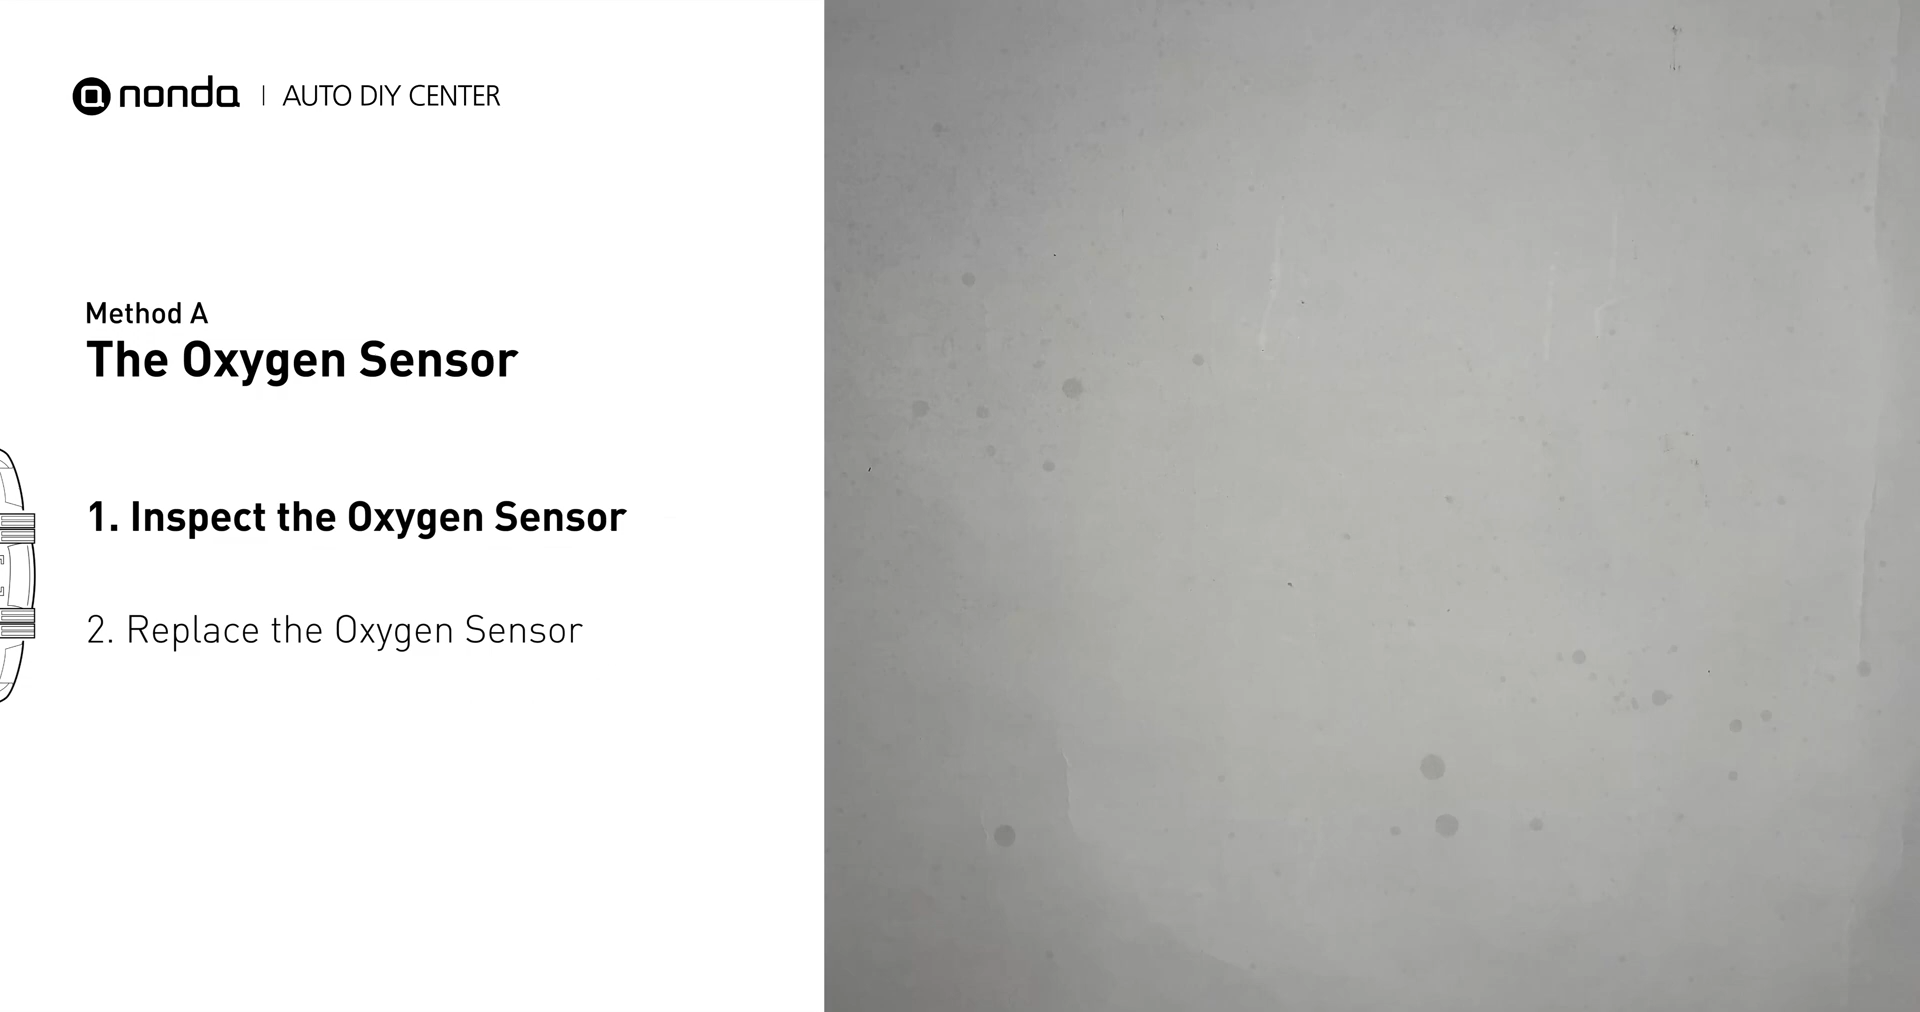 nonda | AUTO DIY CENTER
Method A
The Oxygen Sensor
1. Inspect the Oxygen Sensor
2. Replace the Oxygen Sensor